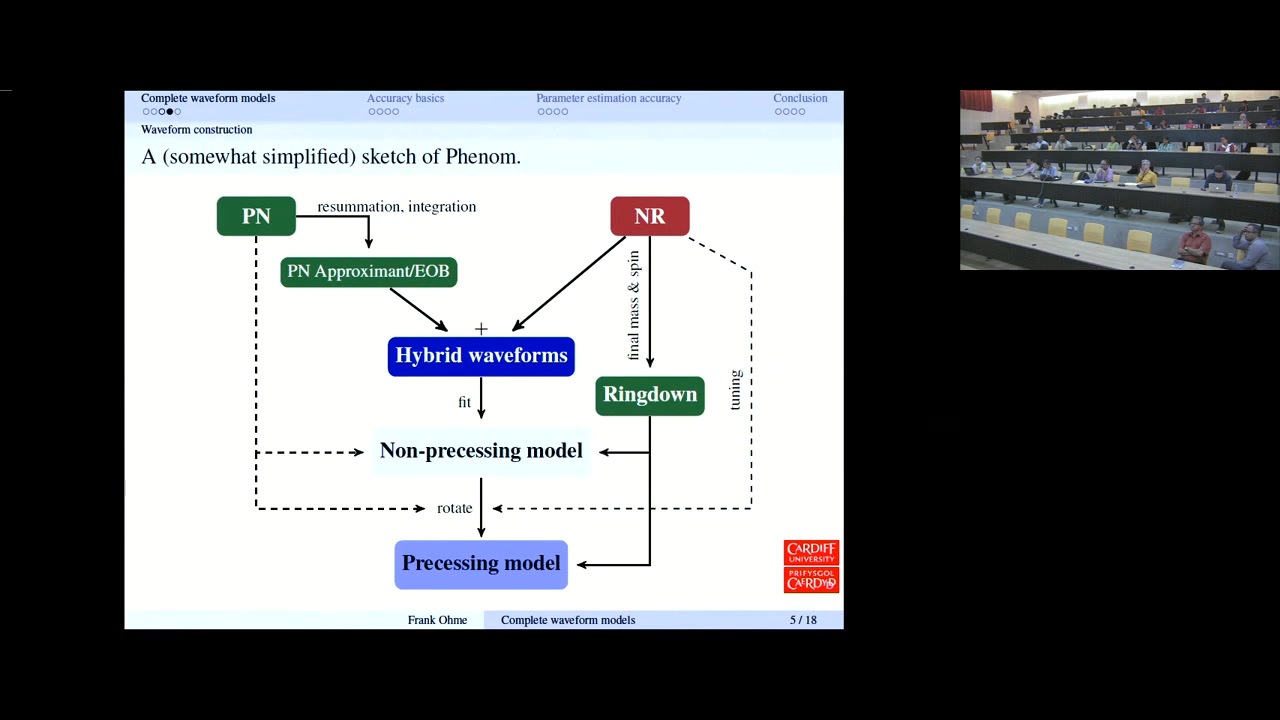 Complete waveform models Accuracy basics Parameter estimation accuracy Conclusion
Waveform construction
A (somewhat simplified) sketch of Phenom.
PN resummation, integration NR
PN Approximant/EOB
final mass & spin
+
Hybrid waveforms
Ringdown
tuning
fit
Non-precessing model
rotate
Precessing model
CARDIFF
UNIVERSITY
PRIFYSGOL
CAERDYDD
Frank Ohme Complete waveform models 5 / 18